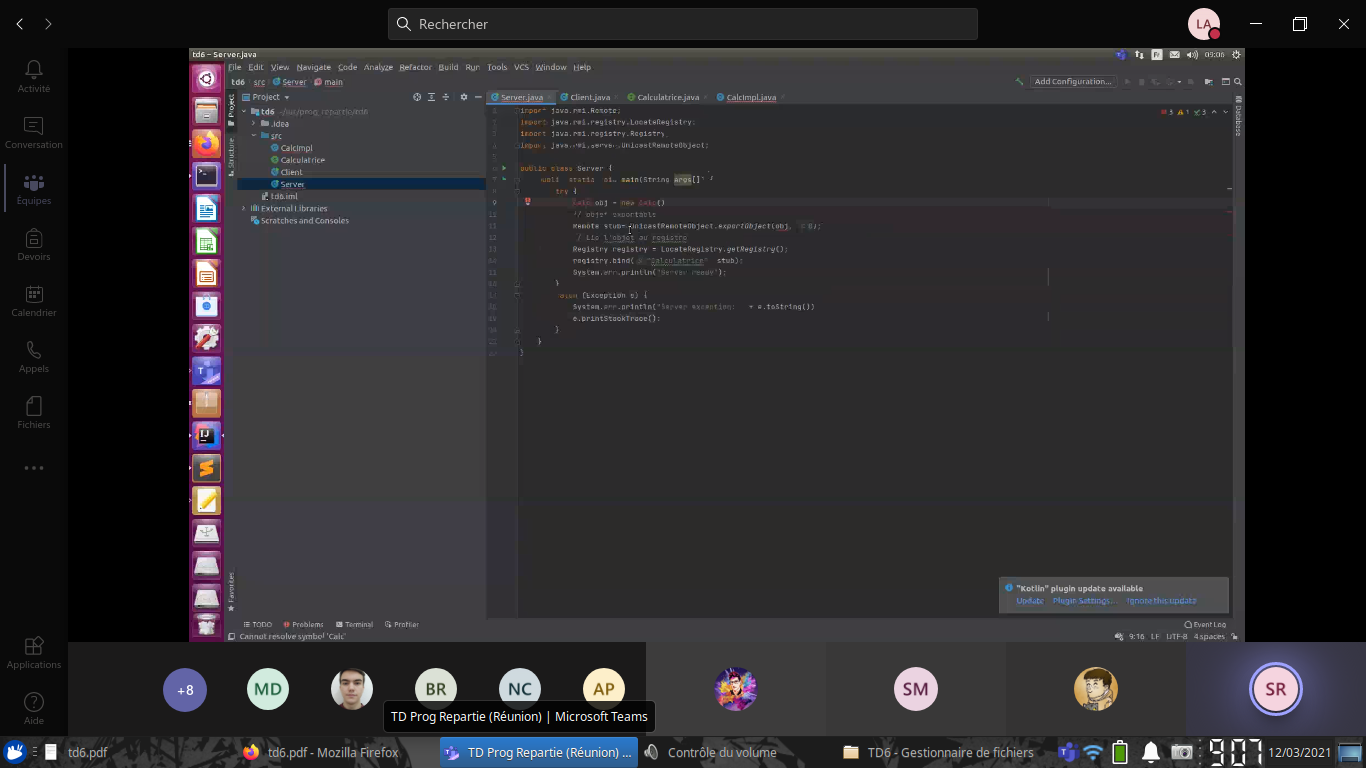 Rechercher
LA
Activité
Conversation
Équipes
Devoirs
Calendrier
Appels
Fichiers
Applications
Aide
td6 – Server.java
Fr
09:06
File Edit View Navigate Code Analyze Refactor Build Run Tools VCS Window Help
td6 src Server main
Add Configuration...
Project
Server.java Client.java Calculatrice.java CalcImpl.java
Project
Structure
Favorites
Database
td6
.idea
src
CalcImpl
Calculatrice
Client
Server
td6.iml
External Libraries
Scratches and Consoles
import java.rmi.Remote;
import java.rmi.registry.LocateRegistry;
import java.rmi.registry.Registry;
import java.rmi.server.UnicastRemoteObject;
public class Server {
static main(String args[]) {
try {
obj = new Calc()
// objet exportable
Remote stub= UnicastRemoteObject.exportObject(obj, 0);
// Lie l'objet au registre
Registry registry = LocateRegistry.getRegistry();
registry.bind( "Calculatrice" stub);
System.err.println("Server ready");
}
(Exception e) {
System.err.println("Server exception: + e.toString())
e.printStackTrace();
}
}
}
"Kotlin" plugin update available
Update Plugin Settings... Ignore this update
TODO Problems Terminal Profiler
Event Log
Cannot resolve symbol 'Calc'
9:16 LF UTF-8 4 spaces
+8
MD
BR
NC
AP
SM
SR
TD Prog Repartie (Réunion) | Microsoft Teams
td6.pdf
td6.pdf - Mozilla Firefox
TD Prog Repartie (Réunion) ...
Contrôle du volume
TD6 - Gestionnaire de fichiers
9:07
12/03/2021